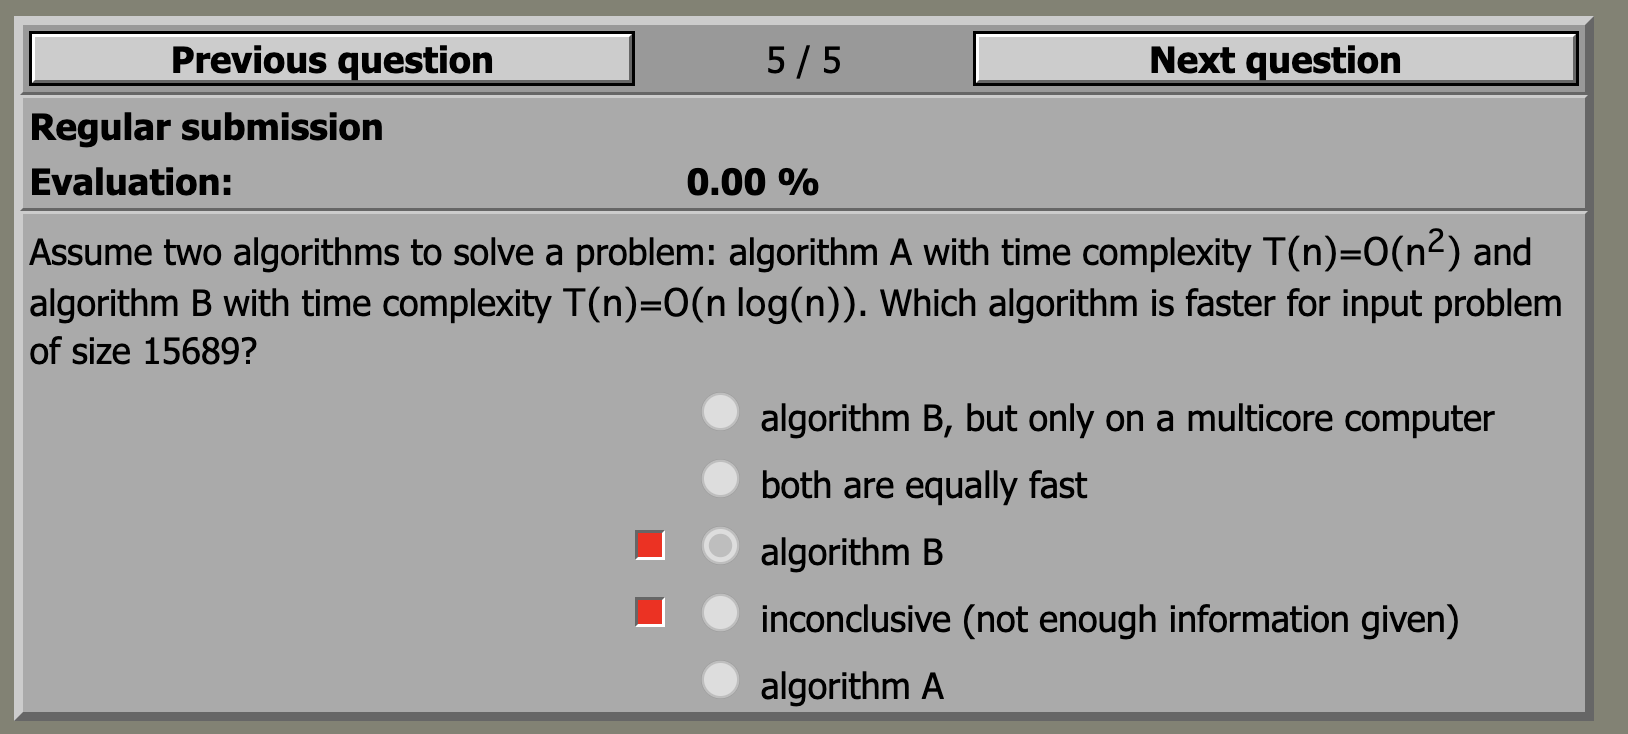 Previous question 5 / 5 Next question
Regular submission
Evaluation: 0.00 %
Assume two algorithms to solve a problem: algorithm A with time complexity T(n)=O(n²) and
algorithm B with time complexity T(n)=O(n log(n)). Which algorithm is faster for input problem
of size 15689?
algorithm B, but only on a multicore computer
both are equally fast
algorithm B
inconclusive (not enough information given)
algorithm A